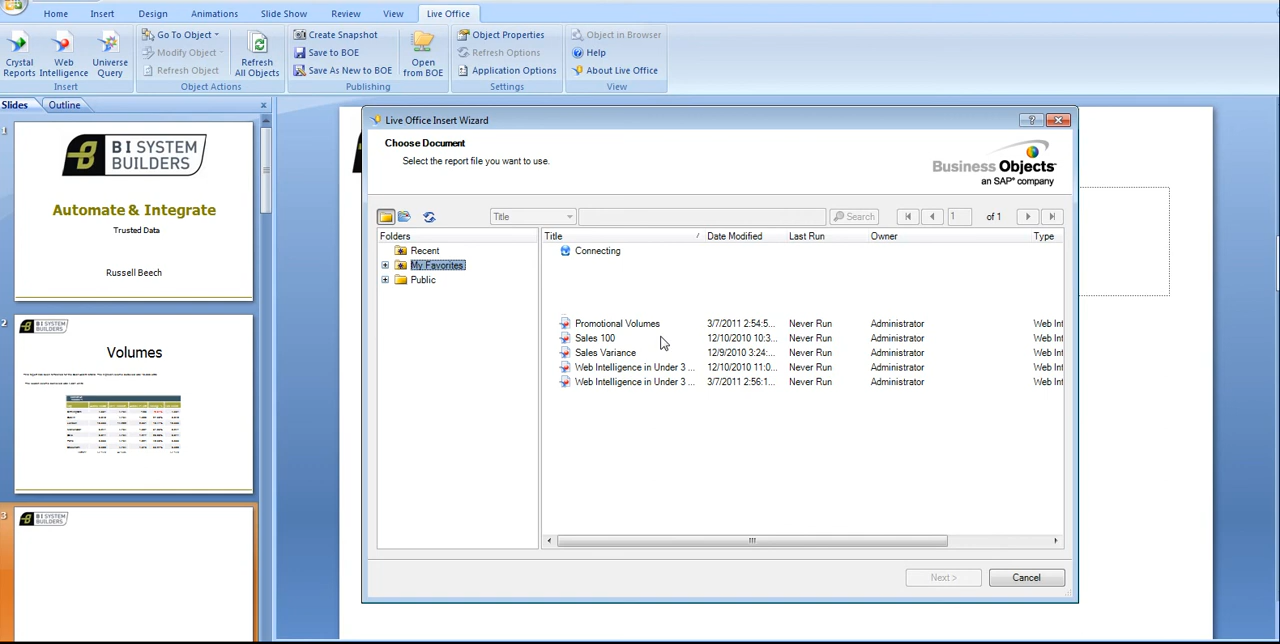 Home Insert Design Animations Slide Show Review View Live Office
Crystal Reports
Web Intelligence
Universe Query
Insert
Go To Object
Modify Object
Refresh Object
Object Actions
Refresh All Objects
Create Snapshot
Save to BOE
Save As New to BOE
Open from BOE
Publishing
Object Properties
Refresh Options
Application Options
Settings
Object in Browser
Help
About Live Office
View
Slides Outline
1
BI SYSTEM
BUILDERS
Automate & Integrate
Trusted Data
Russell Beech
2
BI SYSTEM
BUILDERS
Volumes
3
BI SYSTEM
BUILDERS
Live Office Insert Wizard
Choose Document
Select the report file you want to use.
Business Objects
an SAP® company
Title Search 1 of 1
Folders
Recent
My Favorites
Public
Title Date Modified Last Run Owner Type
Connecting
Promotional Volumes 3/7/2011 2:54:5... Never Run Administrator Web Int
Sales 100 12/10/2010 10:3... Never Run Administrator Web Int
Sales Variance 12/9/2010 3:24:... Never Run Administrator Web Int
Web Intelligence in Under 3 ... 12/10/2010 11:0... Never Run Administrator Web Int
Web Intelligence in Under 3 ... 3/7/2011 2:56:1... Never Run Administrator Web Int
Next > Cancel